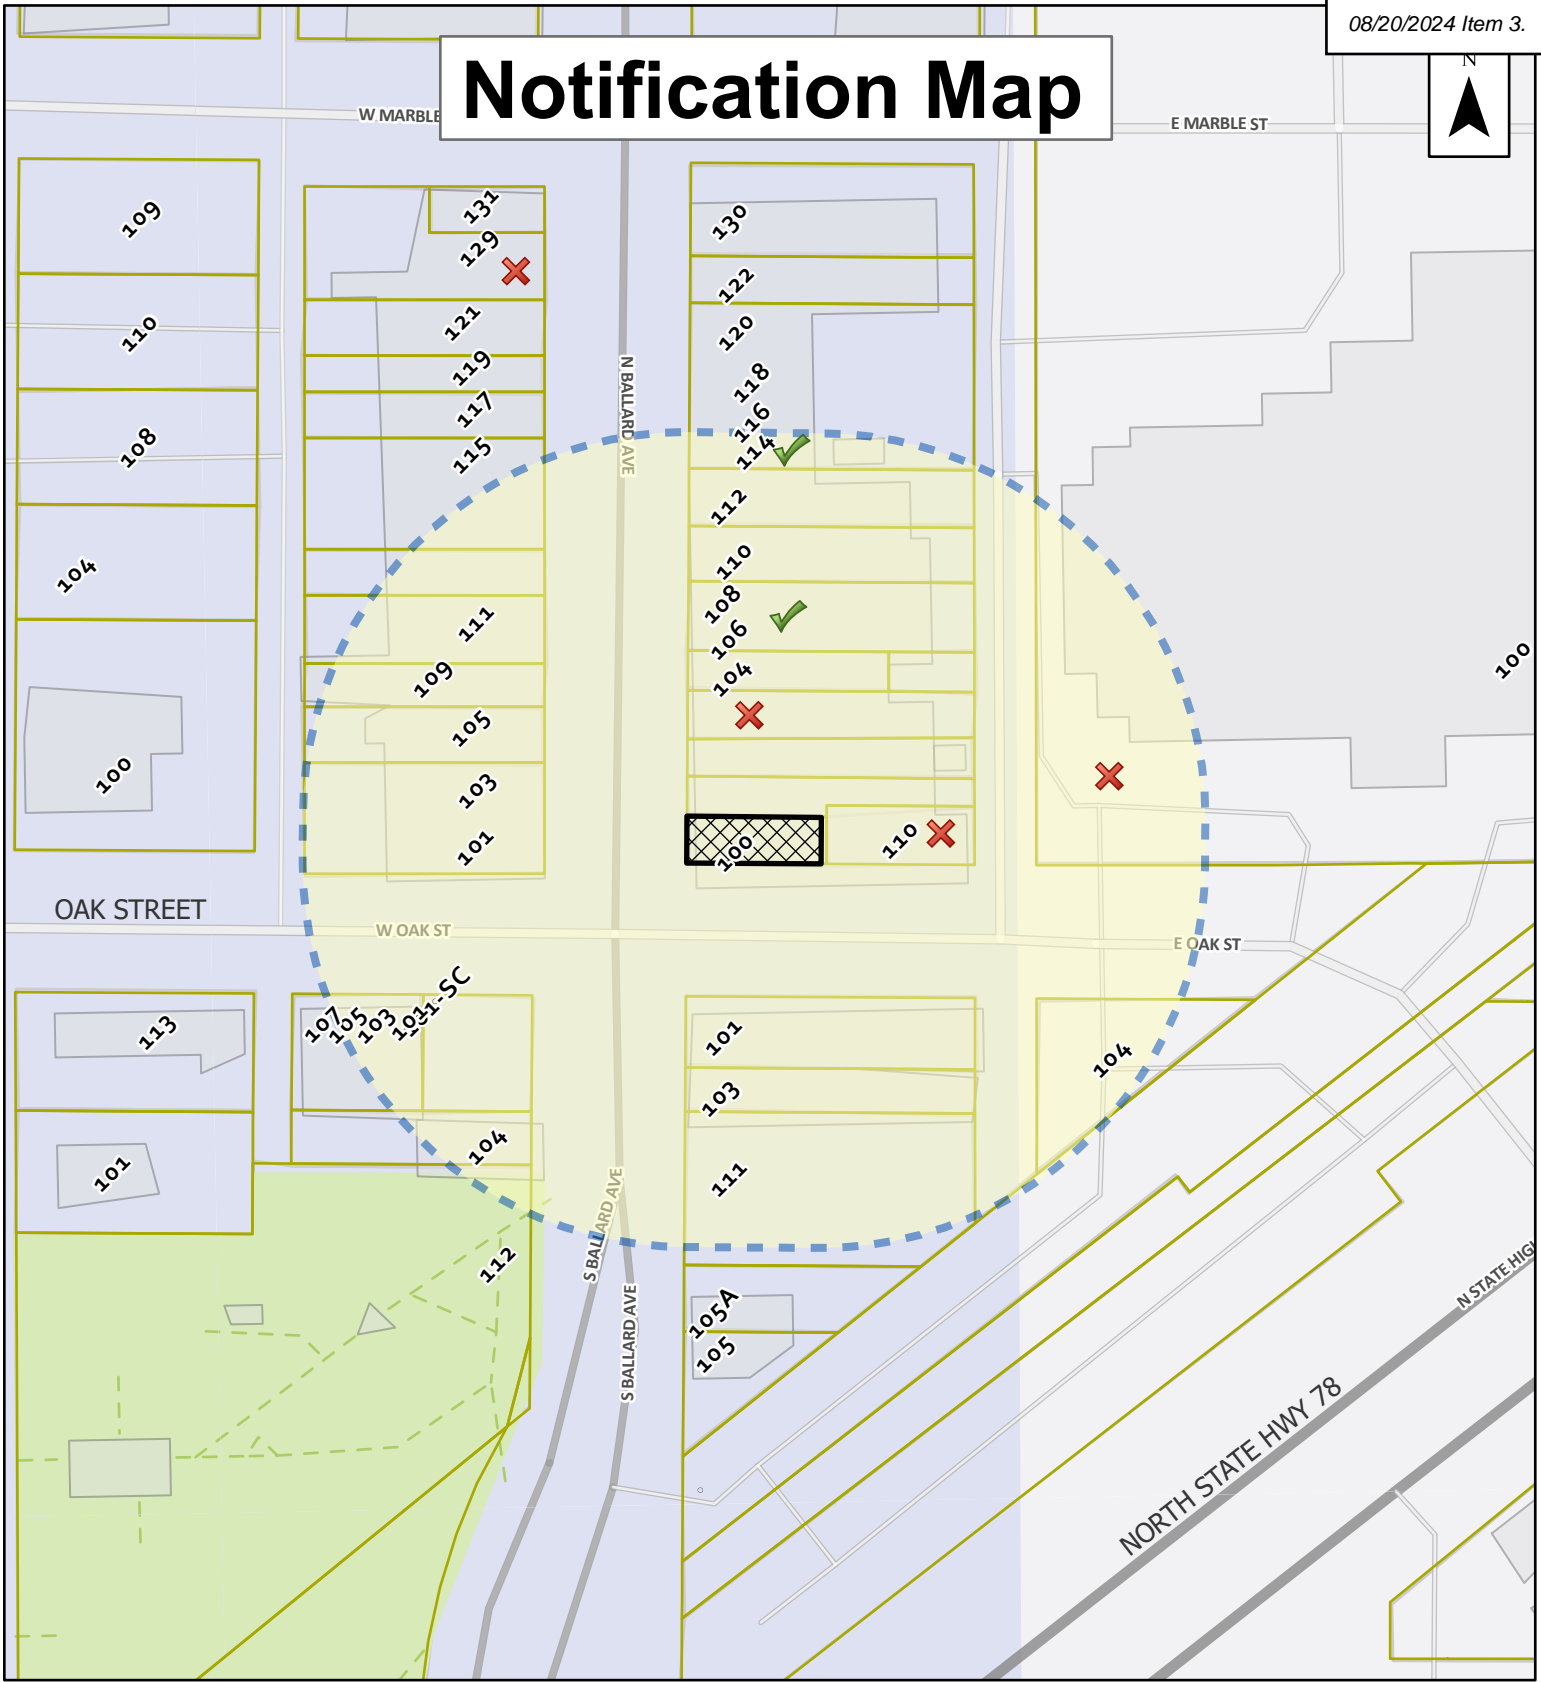 08/20/2024 Item 3.
Notification Map
N
W MARBLE
E MARBLE ST
109
131
130
129
122
110
121
120
119
118
117
116
108
115
114
N BALLARD AVE
112
104
110
108
111
106
100
109
104
105
100
103
110
101
100
OAK STREET
W OAK ST
E OAK ST
113
107
105
103
101
101-SC
101
104
103
101
104
111
112
S BALLARD AVE
S BALLARD AVE
105A
105
N STATE HIG
NORTH STATE HWY 78